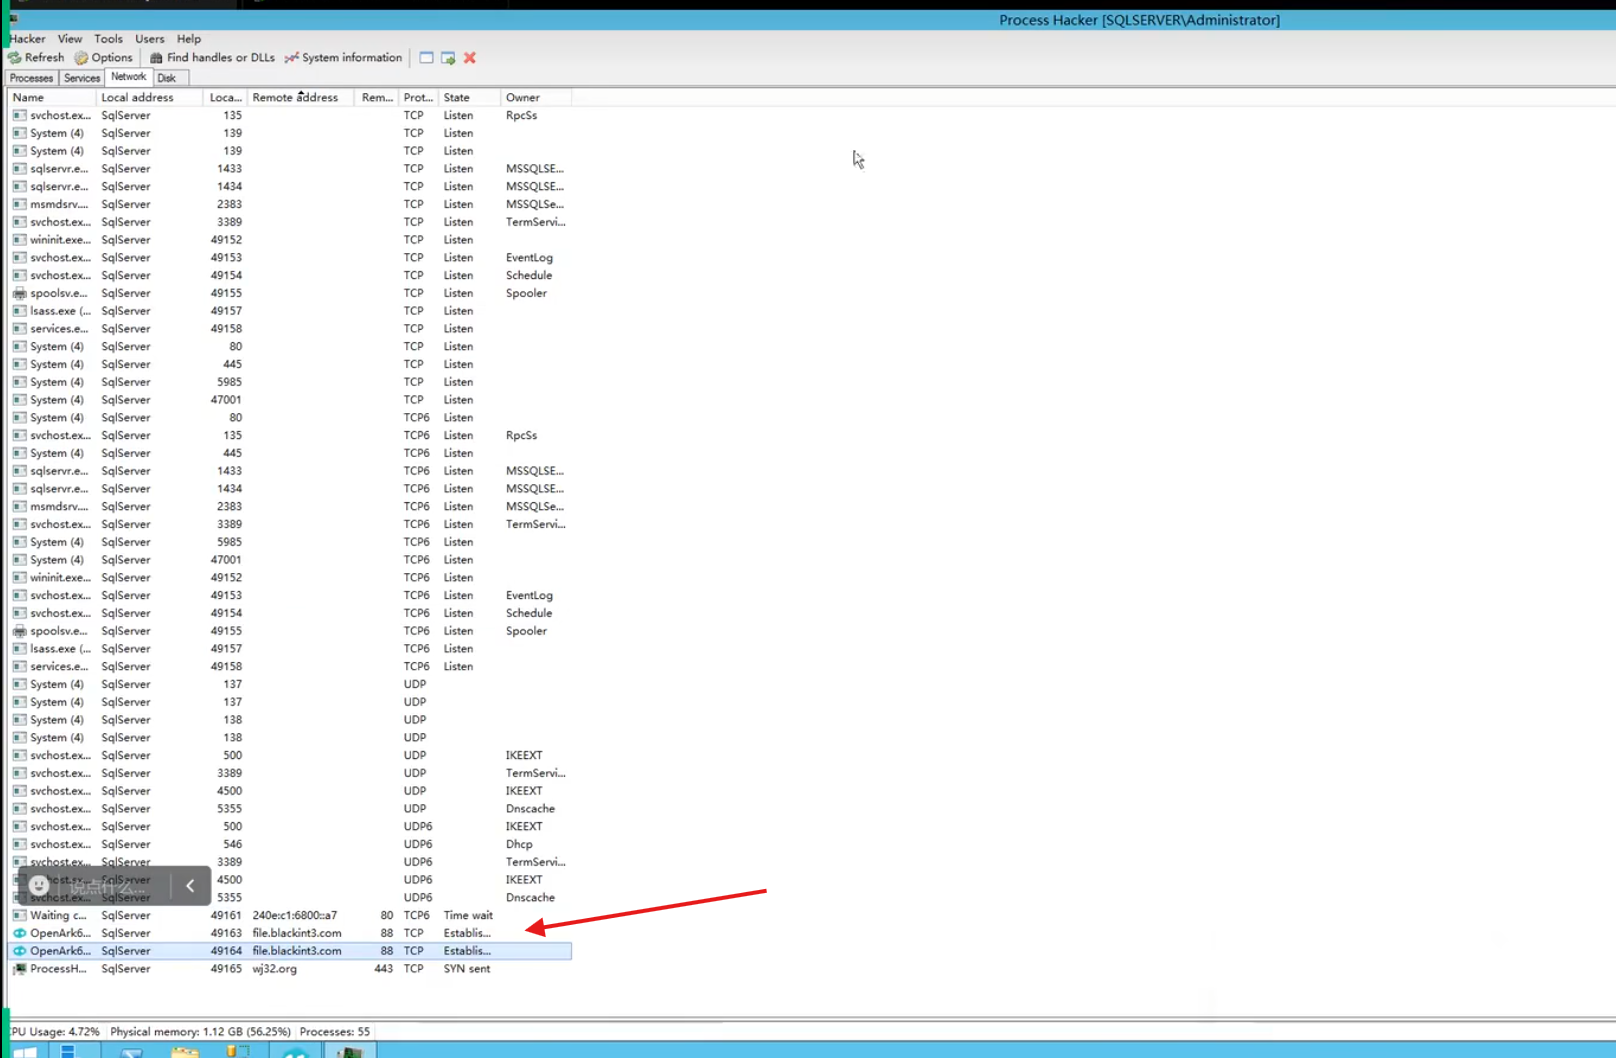 Process Hacker [SQLSERVER\Administrator]
Hacker View Tools Users Help
Refresh Options Find handles or DLLs System information
Processes Services Network Disk
Name Local address Loca... Remote address Rem... Prot... State Owner
svchost.ex... SqlServer 135 TCP Listen RpcSs
System (4) SqlServer 139 TCP Listen
System (4) SqlServer 139 TCP Listen
sqlservr.e... SqlServer 1433 TCP Listen MSSQLSE...
sqlservr.e... SqlServer 1434 TCP Listen MSSQLSE...
msmdsrv.... SqlServer 2383 TCP Listen MSSQLSe...
svchost.ex... SqlServer 3389 TCP Listen TermServi...
wininit.exe... SqlServer 49152 TCP Listen
svchost.ex... SqlServer 49153 TCP Listen EventLog
svchost.ex... SqlServer 49154 TCP Listen Schedule
spoolsv.e... SqlServer 49155 TCP Listen Spooler
lsass.exe (... SqlServer 49157 TCP Listen
services.e... SqlServer 49158 TCP Listen
System (4) SqlServer 80 TCP Listen
System (4) SqlServer 445 TCP Listen
System (4) SqlServer 5985 TCP Listen
System (4) SqlServer 47001 TCP Listen
System (4) SqlServer 80 TCP6 Listen
svchost.ex... SqlServer 135 TCP6 Listen RpcSs
System (4) SqlServer 445 TCP6 Listen
sqlservr.e... SqlServer 1433 TCP6 Listen MSSQLSE...
sqlservr.e... SqlServer 1434 TCP6 Listen MSSQLSE...
msmdsrv.... SqlServer 2383 TCP6 Listen MSSQLSe...
svchost.ex... SqlServer 3389 TCP6 Listen TermServi...
System (4) SqlServer 5985 TCP6 Listen
System (4) SqlServer 47001 TCP6 Listen
wininit.exe... SqlServer 49152 TCP6 Listen
svchost.ex... SqlServer 49153 TCP6 Listen EventLog
svchost.ex... SqlServer 49154 TCP6 Listen Schedule
spoolsv.e... SqlServer 49155 TCP6 Listen Spooler
lsass.exe (... SqlServer 49157 TCP6 Listen
services.e... SqlServer 49158 TCP6 Listen
System (4) SqlServer 137 UDP
System (4) SqlServer 137 UDP
System (4) SqlServer 138 UDP
System (4) SqlServer 138 UDP
svchost.ex... SqlServer 500 UDP IKEEXT
svchost.ex... SqlServer 3389 UDP TermServi...
svchost.ex... SqlServer 4500 UDP IKEEXT
svchost.ex... SqlServer 5355 UDP Dnscache
svchost.ex... SqlServer 500 UDP6 IKEEXT
svchost.ex... SqlServer 546 UDP6 Dhcp
svchost.ex... SqlServer 3389 UDP6 TermServi...
SqlServer 4500 UDP6 IKEEXT
说点什么...
svchost.ex... SqlServer 5355 UDP6 Dnscache
Waiting c... SqlServer 49161 240e:c1:6800::a7 80 TCP6 Time wait
OpenArk6... SqlServer 49163 file.blackint3.com 88 TCP Establis...
OpenArk6... SqlServer 49164 file.blackint3.com 88 TCP Establis...
ProcessH... SqlServer 49165 wj32.org 443 TCP SYN sent
CPU Usage: 4.72% Physical memory: 1.12 GB (56.25%) Processes: 55